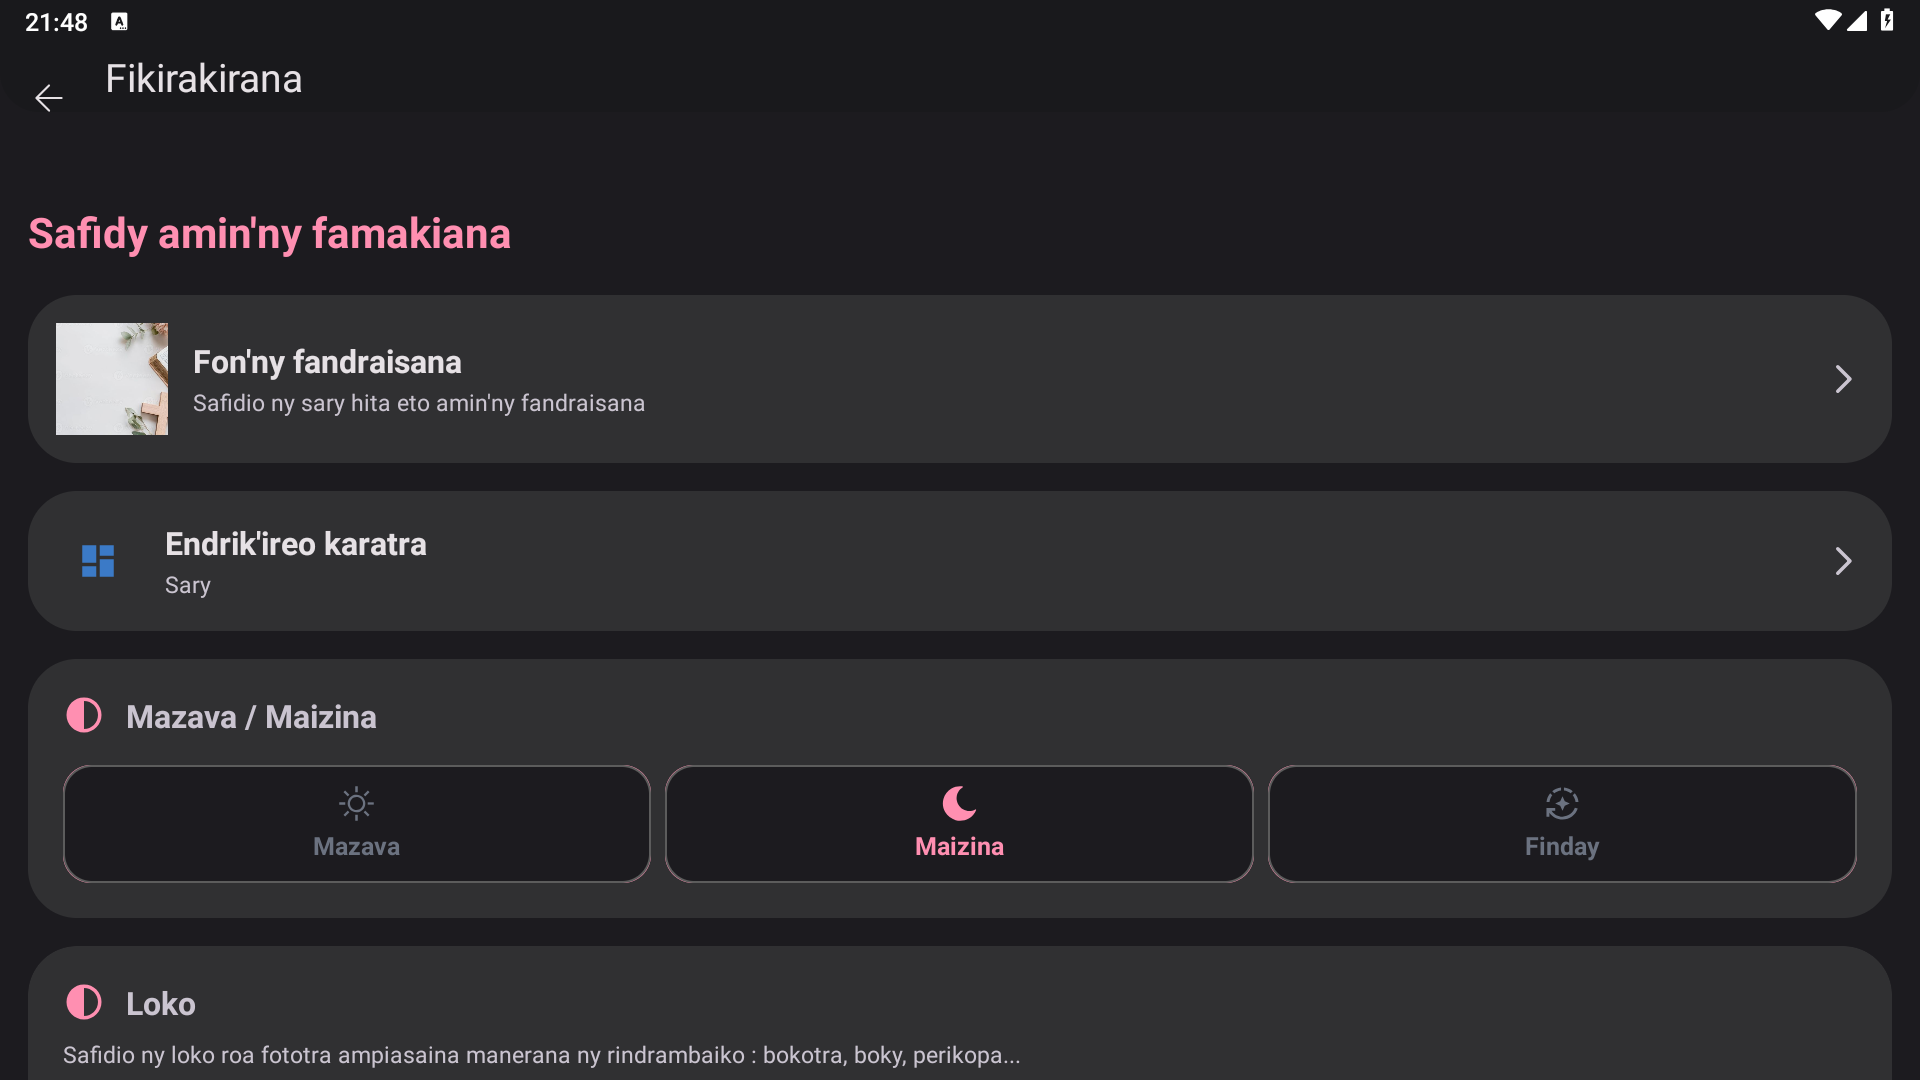 21:48
Fikirakirana
Safidy amin'ny famakiana
Fon'ny fandraisana
Safidio ny sary hita eto amin'ny fandraisana
Endrik'ireo karatra
Sary
Mazava / Maizina
Mazava
Maizina
Finday
Loko
Safidio ny loko roa fototra ampiasaina manerana ny rindrambaiko : bokotra, boky, perikopa...